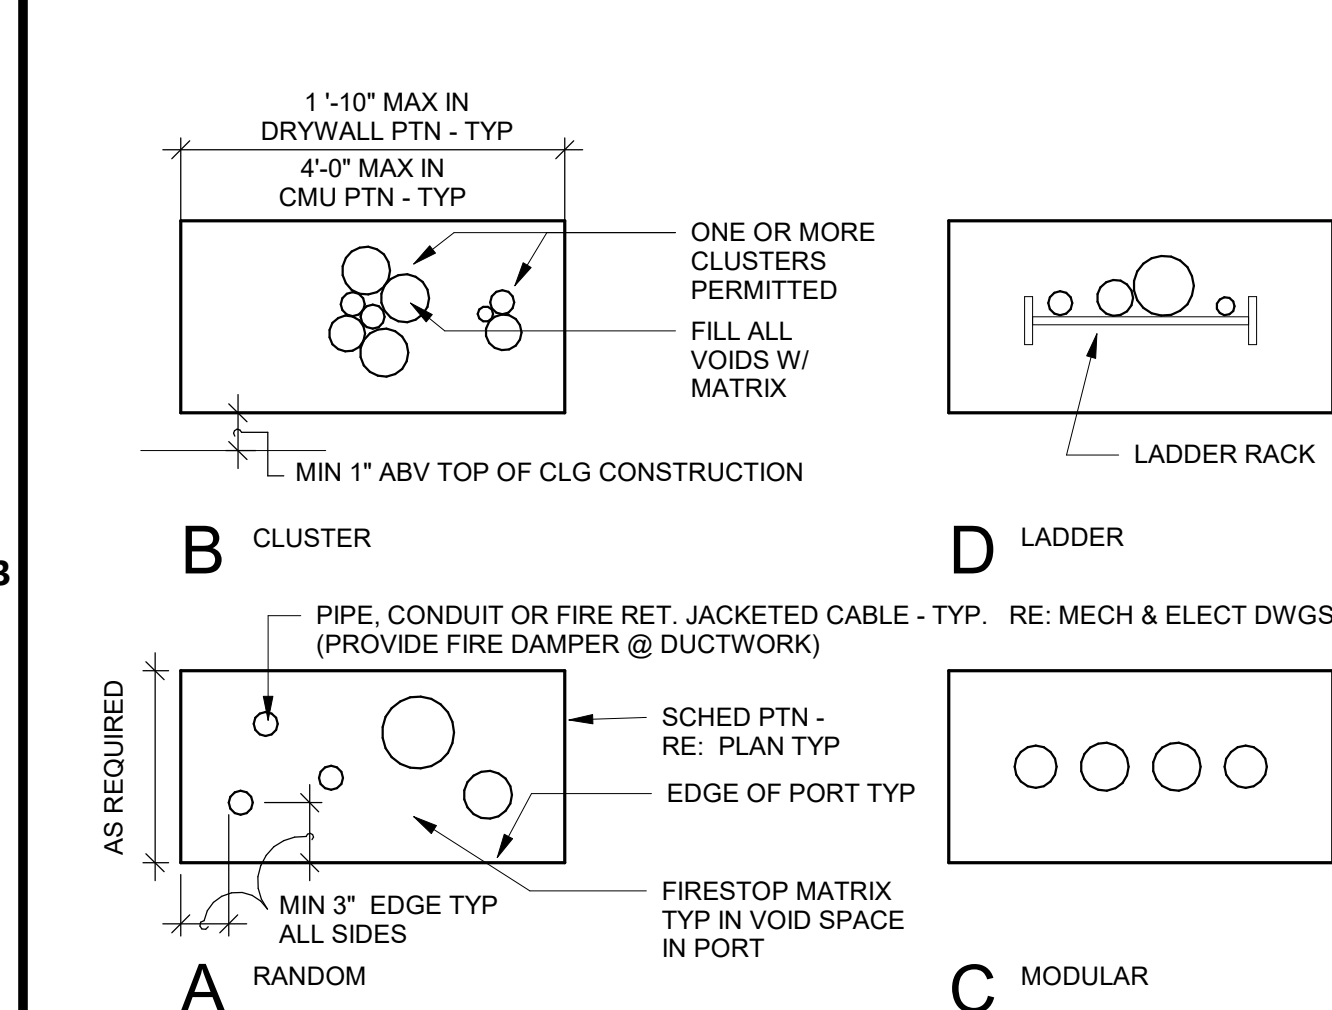 1 '-10" MAX IN
DRYWALL PTN - TYP
4'-0" MAX IN
CMU PTN - TYP
ONE OR MORE
CLUSTERS
PERMITTED
FILL ALL
VOIDS W/
MATRIX
MIN 1" ABV TOP OF CLG CONSTRUCTION
B CLUSTER
LADDER RACK
D LADDER
PIPE, CONDUIT OR FIRE RET. JACKETED CABLE - TYP. RE: MECH & ELECT DWGS
(PROVIDE FIRE DAMPER @ DUCTWORK)
AS REQUIRED
SCHED PTN -
RE: PLAN TYP
EDGE OF PORT TYP
MIN 3" EDGE TYP
ALL SIDES
FIRESTOP MATRIX
TYP IN VOID SPACE
IN PORT
A RANDOM
C MODULAR